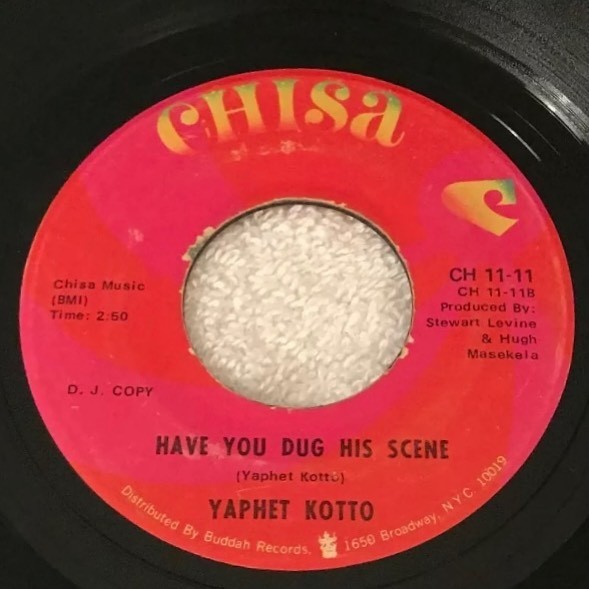 CHISA
Chisa Music
(BMI)
Time: 2:50
D. J. COPY
CH 11-11
CH 11-11B
Produced By:
Stewart Levine
& Hugh
Masekela
HAVE YOU DUG HIS SCENE
(Yaphet Kotto)
YAPHET KOTTO
Distributed By Buddah Records, 1650 Broadway, N.Y.C. 10019